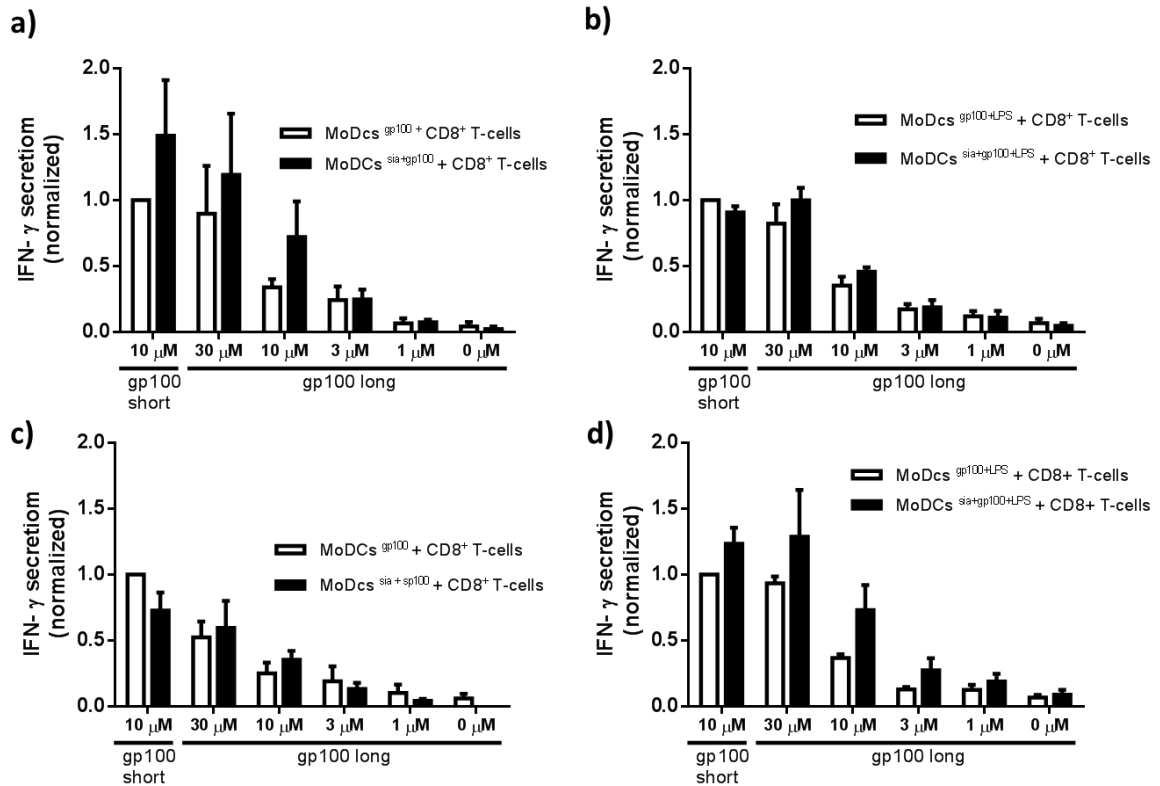 a)
IFN- γ secretiom
(normalized)
2.0
1.5
1.0
0.5
0.0
MoDcs gp100 + CD8+ T-cells
MoDCs sia+gp100 + CD8+ T-cells
10 μM 30 μM 10 μM 3 μM 1 μM 0 μM
gp100
short
gp100 long
b)
IFN- γ secretiom
(normalized)
2.0
1.5
1.0
0.5
0.0
MoDcs gp100+LPS + CD8+ T-cells
MoDCs sia+gp100+LPS + CD8+ T-cells
10 μM 30 μM 10 μM 3 μM 1 μM 0 μM
gp100
short
gp100 long
c)
IFN- γ secretiom
(normalized)
2.0
1.5
1.0
0.5
0.0
MoDCs gp100 + CD8+ T-cells
MoDcs sia + sp100 + CD8+ T-cells
10 μM 30 μM 10 μM 3 μM 1 μM 0 μM
gp100
short
gp100 long
d)
IFN- γ secretiom
(normalized)
2.0
1.5
1.0
0.5
0.0
MoDcs gp100+LPS + CD8+ T-cells
MoDCs sia+gp100+LPS + CD8+ T-cells
10 μM 30 μM 10 μM 3 μM 1 μM 0 μM
gp100
short
gp100 long